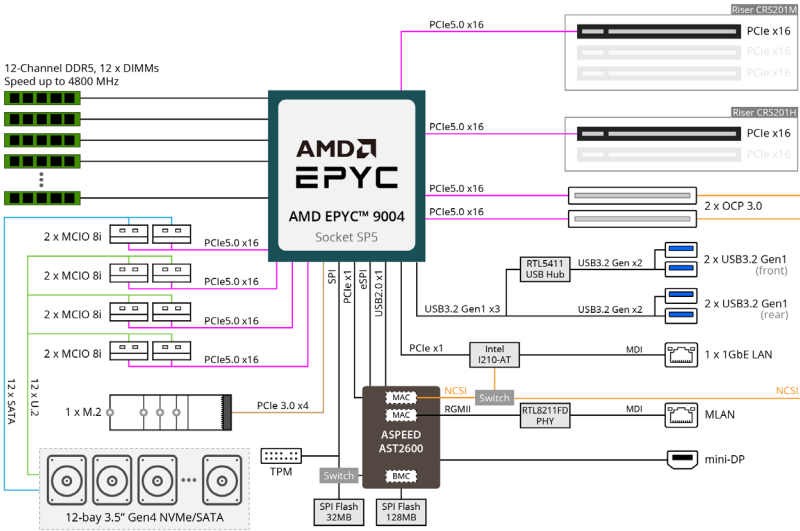 Riser CRS201M
PCIe5.0 x16
PCIe x16
PCIe x16
PCIe x16
12-Channel DDR5, 12 x DIMMs
Speed up to 4800 MHz
Riser CRS201H
PCIe5.0 x16
PCIe x16
PCIe x16
AMD
EPYC
AMD EPYC™ 9004
Socket SP5
PCIe5.0 x16
PCIe5.0 x16
2 x OCP 3.0
2 x MCIO 8i
PCIe5.0 x16
2 x MCIO 8i
PCIe5.0 x16
2 x MCIO 8i
PCIe5.0 x16
2 x MCIO 8i
PCIe5.0 x16
SPI
PCIe x1
eSPI
USB2.0 x1
RTL5411
USB Hub
USB3.2 Gen x2
2 x USB3.2 Gen1
(front)
USB3.2 Gen1 x3
USB3.2 Gen x2
2 x USB3.2 Gen1
(rear)
PCIe x1
Intel
I210-AT
MDI
1 x 1GbE LAN
12 x SATA
12 x U.2
1 x M.2
PCIe 3.0 x4
MAC
NCSI
Switch
NCSI
MAC
RGMII
RTL8211FD
PHY
MDI
MLAN
ASPEED
AST2600
TPM
mini-DP
Switch
BMC
12-bay 3.5” Gen4 NVMe/SATA
SPI Flash
32MB
SPI Flash
128MB